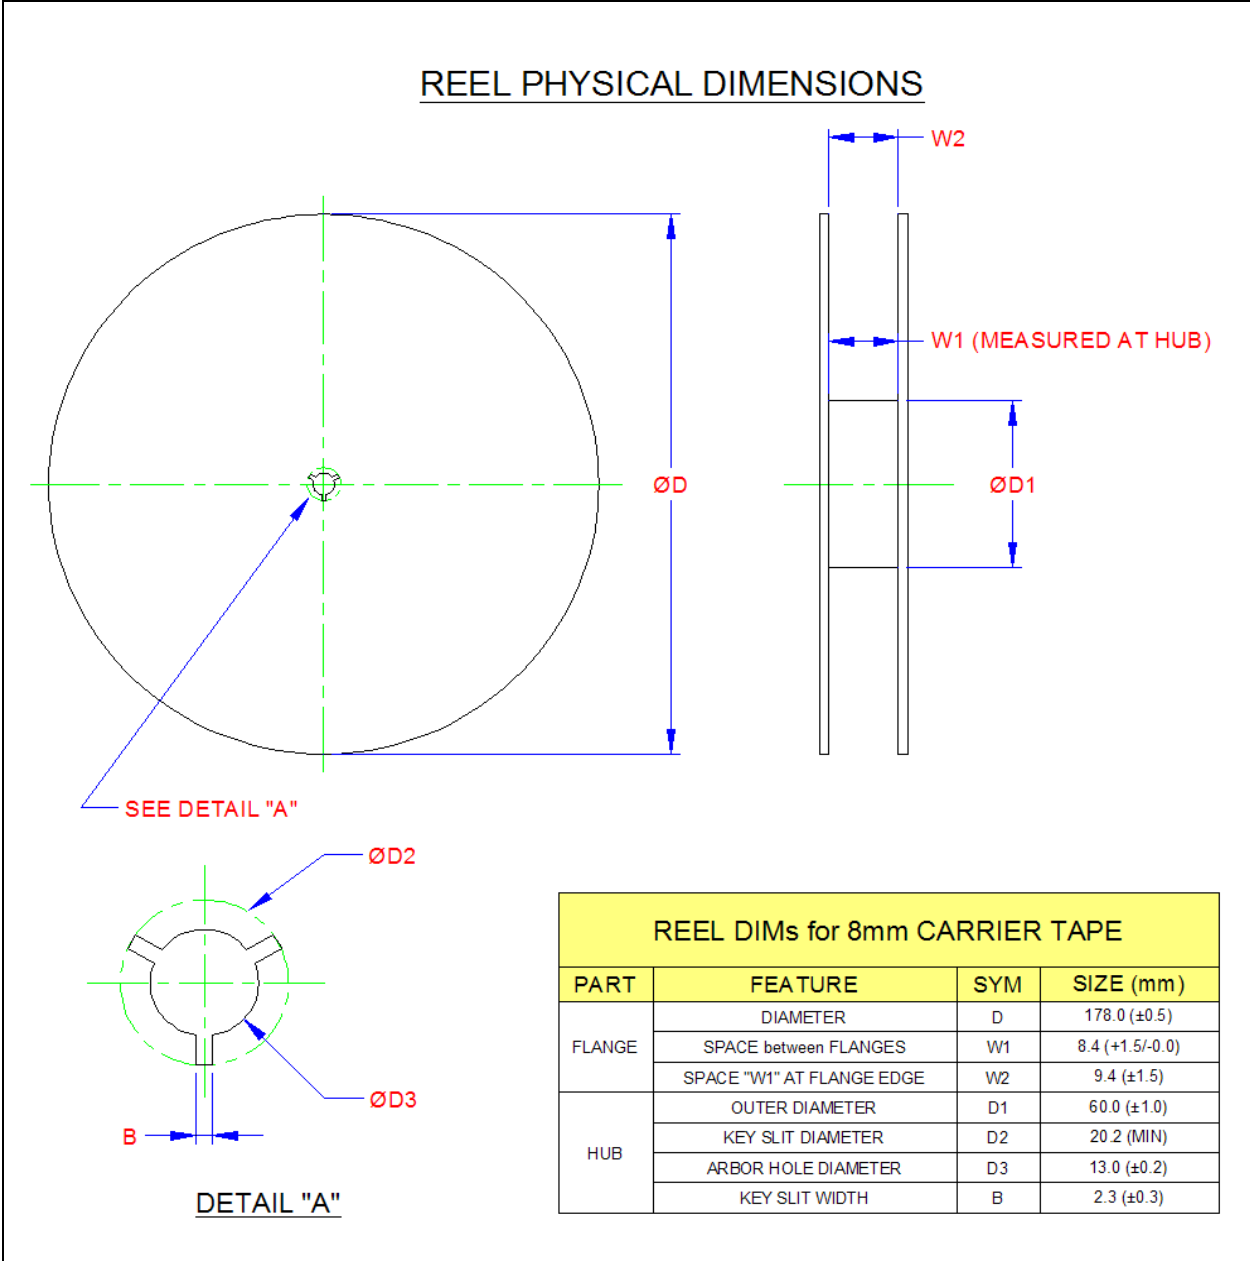 REEL PHYSICAL DIMENSIONS
W2
W1 (MEASURED AT HUB)
ØD
ØD1
SEE DETAIL "A"
ØD2
ØD3
B
DETAIL "A"
REEL DIMs for 8mm CARRIER TAPE
PART FEATURE SYM SIZE (mm)
FLANGE
DIAMETER D 178.0 (±0.5)
SPACE between FLANGES W1 8.4 (+1.5/-0.0)
SPACE "W1" AT FLANGE EDGE W2 9.4 (±1.5)
HUB
OUTER DIAMETER D1 60.0 (±1.0)
KEY SLIT DIAMETER D2 20.2 (MIN)
ARBOR HOLE DIAMETER D3 13.0 (±0.2)
KEY SLIT WIDTH B 2.3 (±0.3)